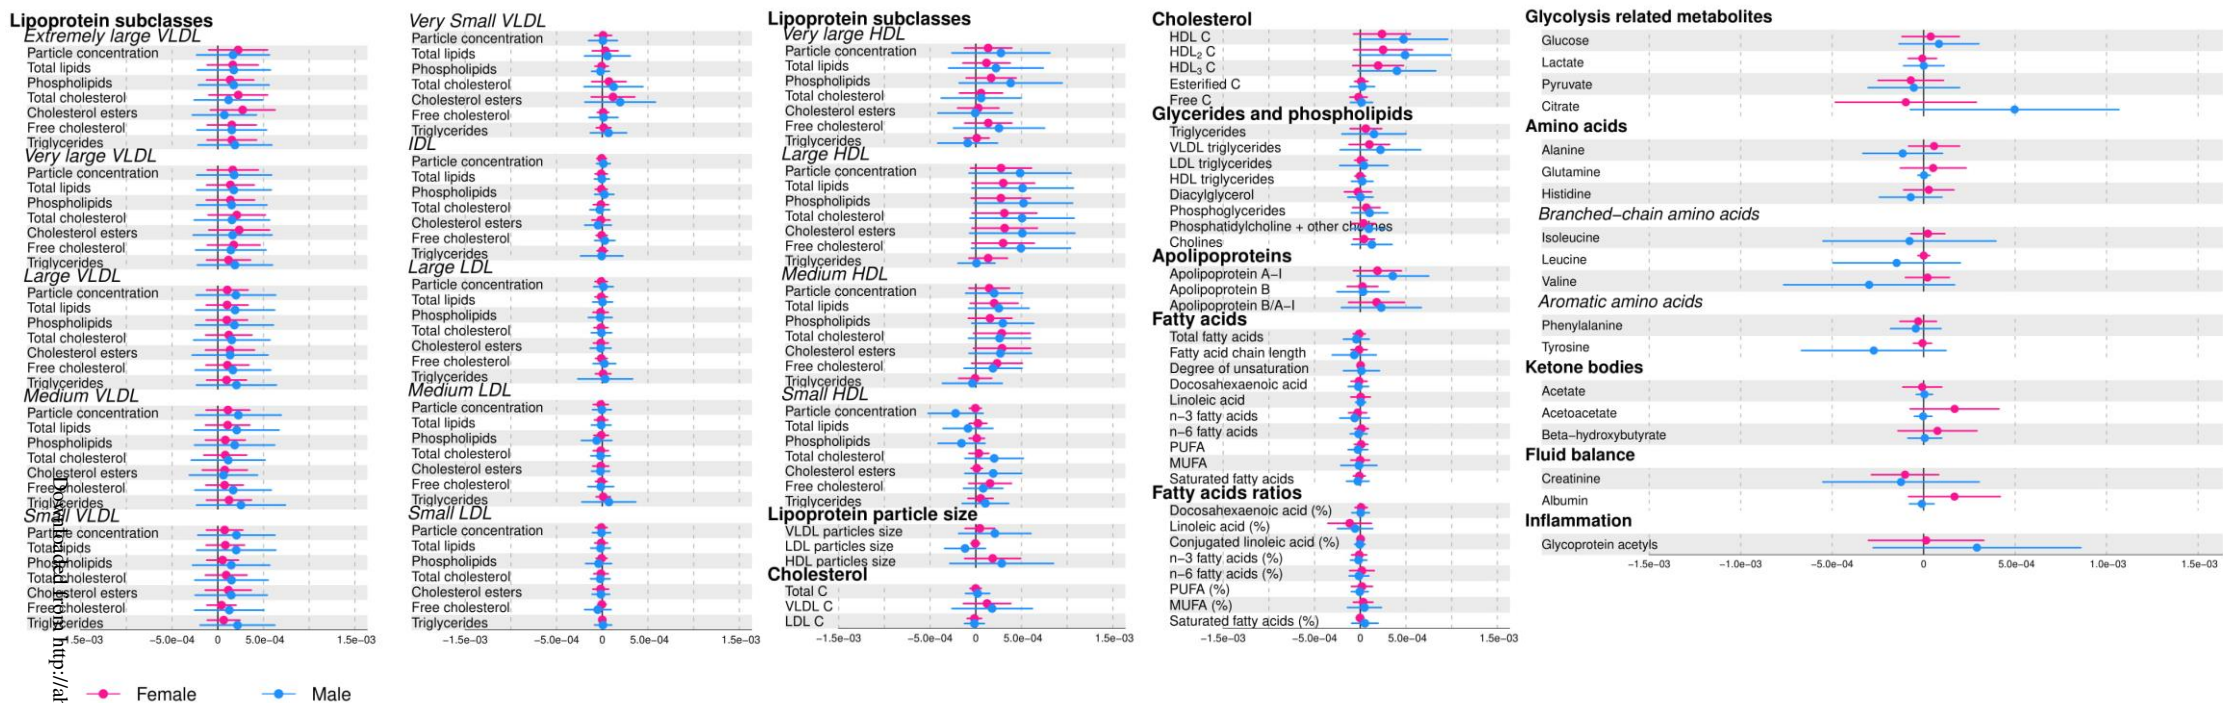 Lipoprotein subclasses
Extremely large VLDL
Particle concentration
Total lipids
Phospholipids
Total cholesterol
Cholesterol esters
Free cholesterol
Triglycerides
Very large VLDL
Particle concentration
Total lipids
Phospholipids
Total cholesterol
Cholesterol esters
Free cholesterol
Triglycerides
Large VLDL
Particle concentration
Total lipids
Phospholipids
Total cholesterol
Cholesterol esters
Free cholesterol
Triglycerides
Medium VLDL
Particle concentration
Total lipids
Phospholipids
Total cholesterol
Cholesterol esters
Free cholesterol
Triglycerides
Small VLDL
Particle concentration
Total lipids
Phospholipids
Total cholesterol
Cholesterol esters
Free cholesterol
Triglycerides
−1.5e−03 −5.0e−04 0 5.0e−04 1.5e−03
Very Small VLDL
Particle concentration
Total lipids
Phospholipids
Total cholesterol
Cholesterol esters
Free cholesterol
Triglycerides
IDL
Particle concentration
Total lipids
Phospholipids
Total cholesterol
Cholesterol esters
Free cholesterol
Triglycerides
Large LDL
Particle concentration
Total lipids
Phospholipids
Total cholesterol
Cholesterol esters
Free cholesterol
Triglycerides
Medium LDL
Particle concentration
Total lipids
Phospholipids
Total cholesterol
Cholesterol esters
Free cholesterol
Triglycerides
Small LDL
Particle concentration
Total lipids
Phospholipids
Total cholesterol
Cholesterol esters
Free cholesterol
Triglycerides
−1.5e−03 −5.0e−04 0 5.0e−04 1.5e−03
Lipoprotein subclasses
Very large HDL
Particle concentration
Total lipids
Phospholipids
Total cholesterol
Cholesterol esters
Free cholesterol
Triglycerides
Large HDL
Particle concentration
Total lipids
Phospholipids
Total cholesterol
Cholesterol esters
Free cholesterol
Triglycerides
Medium HDL
Particle concentration
Total lipids
Phospholipids
Total cholesterol
Cholesterol esters
Free cholesterol
Triglycerides
Small HDL
Particle concentration
Total lipids
Phospholipids
Total cholesterol
Cholesterol esters
Free cholesterol
Triglycerides
Lipoprotein particle size
VLDL particles size
LDL particles size
HDL particles size
Cholesterol
Total C
VLDL C
LDL C
−1.5e−03 −5.0e−04 0 5.0e−04 1.5e−03
Cholesterol
HDL C
HDL₂ C
HDL₃ C
Esterified C
Free C
Glycerides and phospholipids
Triglycerides
VLDL triglycerides
LDL triglycerides
HDL triglycerides
Diacylglycerol
Phosphoglycerides
Phosphatidylcholine + other cholines
Cholines
Apolipoproteins
Apolipoprotein A−I
Apolipoprotein B
Apolipoprotein B/A−I
Fatty acids
Total fatty acids
Fatty acid chain length
Degree of unsaturation
Docosahexaenoic acid
Linoleic acid
n−3 fatty acids
n−6 fatty acids
PUFA
MUFA
Saturated fatty acids
Fatty acids ratios
Docosahexaenoic acid (%)
Linoleic acid (%)
Conjugated linoleic acid (%)
n−3 fatty acids (%)
n−6 fatty acids (%)
PUFA (%)
MUFA (%)
Saturated fatty acids (%)
−1.5e−03 −5.0e−04 0 5.0e−04 1.5e−03
Glycolysis related metabolites
Glucose
Lactate
Pyruvate
Citrate
Amino acids
Alanine
Glutamine
Histidine
Branched−chain amino acids
Isoleucine
Leucine
Valine
Aromatic amino acids
Phenylalanine
Tyrosine
Ketone bodies
Acetate
Acetoacetate
Beta−hydroxybutyrate
Fluid balance
Creatinine
Albumin
Inflammation
Glycoprotein acetyls
−1.5e−03 −1.0e−03 −5.0e−04 0 5.0e−04 1.0e−03 1.5e−03
Female Male
Downloaded from http://al